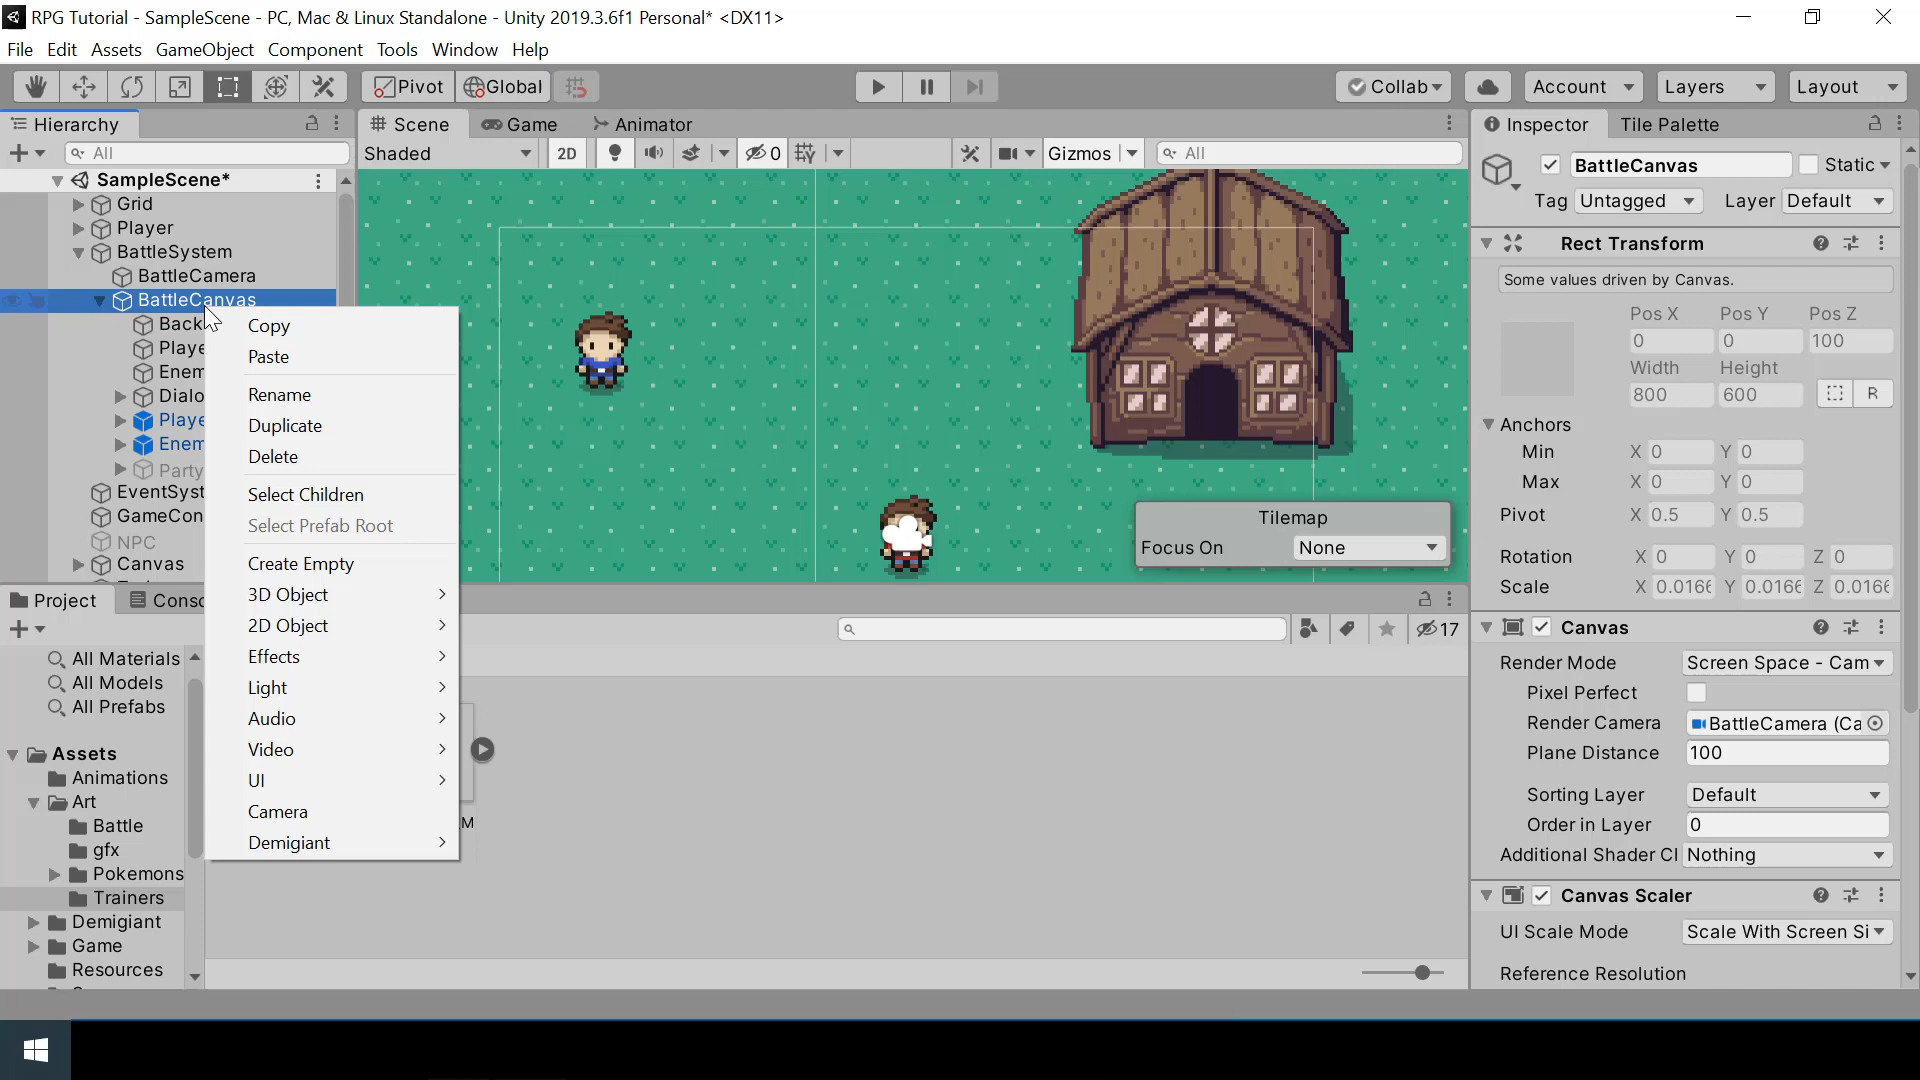 RPG Tutorial - SampleScene - PC, Mac & Linux Standalone - Unity 2019.3.6f1 Personal* <DX11>
File Edit Assets GameObject Component Tools Window Help
Pivot Global Collab Account Layers Layout
Hierarchy Scene Game Animator Inspector Tile Palette
All Shaded 2D 0 Gizmos All BattleCanvas Static
SampleScene*
Tag Untagged Layer Default
Grid
Player
BattleSystem
Rect Transform
BattleCamera
Some values driven by Canvas.
BattleCanvas
Pos X Pos Y Pos Z
0 0 100
Width Height
800 600 R
Back
Playe
Enem
Dialo
Playe
Enem
Party
EventSyst
GameCon
NPC
Canvas
Copy
Paste
Rename
Duplicate
Delete
Select Children
Select Prefab Root
Create Empty
3D Object
2D Object
Effects
Light
Audio
Video
UI
Camera
Demigiant
Tilemap
Focus On None
Anchors
Min X 0 Y 0
Max X 0 Y 0
Pivot X 0.5 Y 0.5
Rotation X 0 Y 0 Z 0
Scale X 0.0166 Y 0.0166 Z 0.0166
Canvas
Render Mode Screen Space - Cam
Pixel Perfect
Render Camera BattleCamera (Ca
Plane Distance 100
Sorting Layer Default
Order in Layer 0
Additional Shader Cl Nothing
Canvas Scaler
UI Scale Mode Scale With Screen Si
Reference Resolution
Project Conso
17
All Materials
All Models
All Prefabs
Assets
Animations
Art
Battle
gfx
Pokemons
Trainers
Demigiant
Game
Resources
M